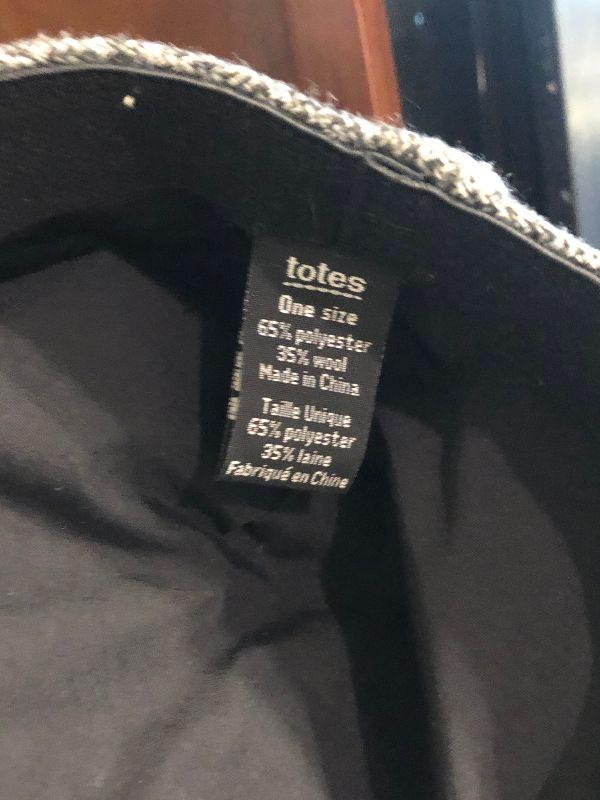 totes
One size
65% polyester
35% wool
Made in China
Taille Unique
65% polyester
35% laine
Fabriqué en Chine